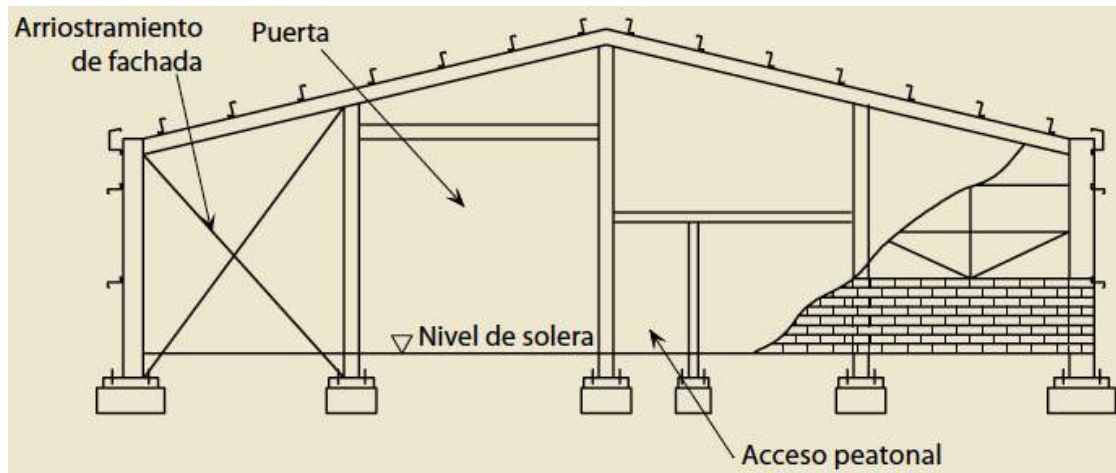 Arriostramiento
de fachada
Puerta
Nivel de solera
Acceso peatonal